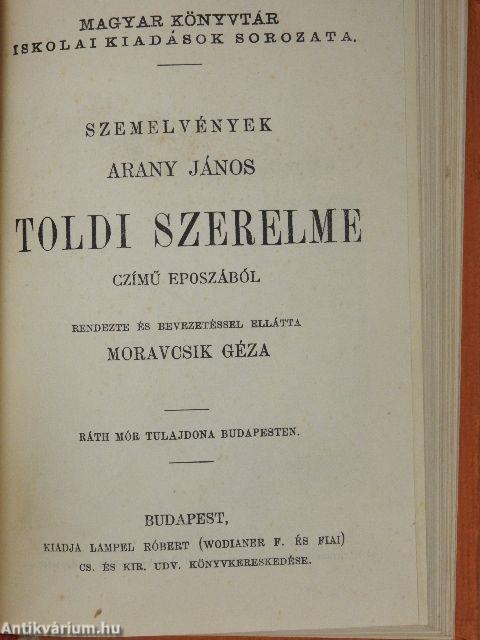 MAGYAR KÖNYVTÁR
ISKOLAI KIADÁSOK SOROZATA.
SZEMELVÉNYEK
ARANY JÁNOS
TOLDI SZERELME
CZÍMŰ EPOSZÁBÓL
RENDEZTE ÉS BEVEZETÉSSEL ELLÁTTA
MORAVCSIK GÉZA
RÁTH MÓR TULAJDONA BUDAPESTEN.
BUDAPEST,
KIADJA LAMPEL RÓBERT (WODIANER F. ÉS FIAI)
CS. ÉS KIR. UDV. KÖNYVKERESKEDÉSE.
Antikvárium.hu